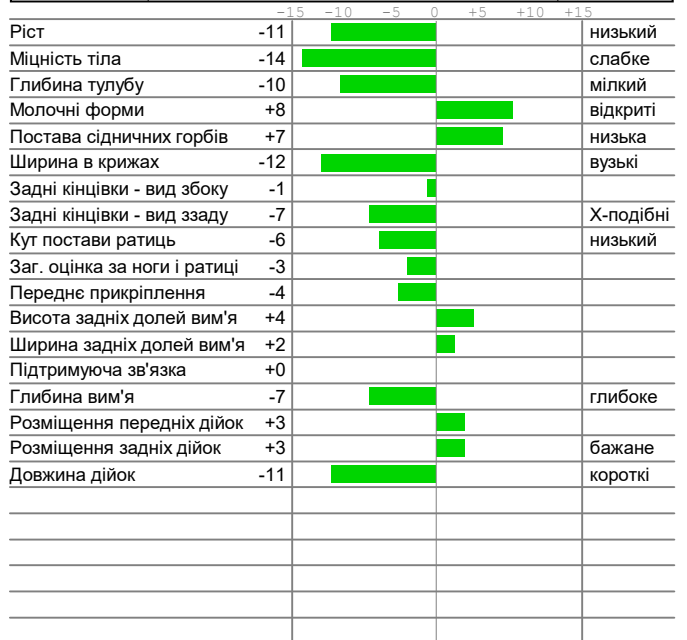 -15 -10 -5 0 +5 +10 +15
Ріст -11 низький
Міцність тіла -14 слабке
Глибина тулубу -10 мілкий
Молочні форми +8 відкриті
Постава сідничних горбів +7 низька
Ширина в крижах -12 вузькі
Задні кінцівки - вид збоку -1
Задні кінцівки - вид ззаду -7 Х-подібні
Кут постави ратиць -6 низький
Заг. оцінка за ноги і ратиці -3
Переднє прикріплення -4
Висота задніх долей вим'я +4
Ширина задніх долей вим'я +2
Підтримуюча зв'язка +0
Глибина вим'я -7 глибоке
Розміщення передніх дійок +3
Розміщення задніх дійок +3 бажане
Довжина дійок -11 короткі